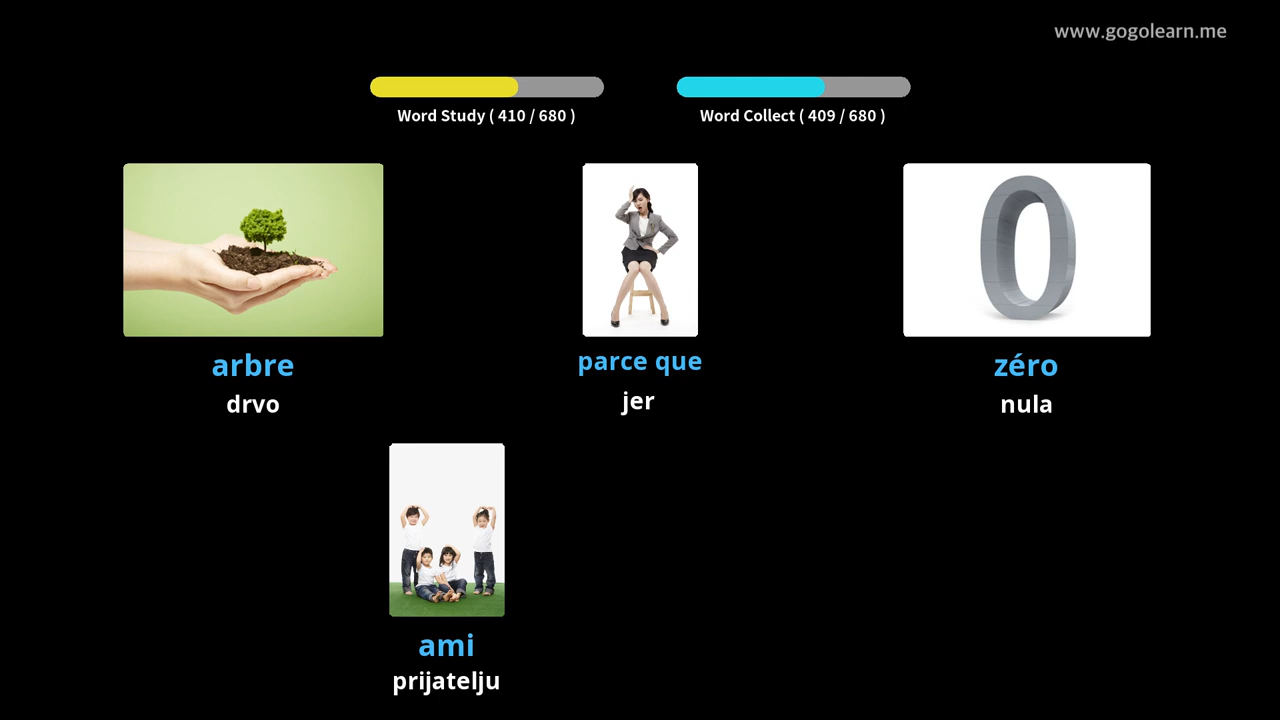 www.gogolearn.me
Word Study ( 410 / 680 )
Word Collect ( 409 / 680 )
arbre
drvo
parce que
jer
zéro
nula
ami
prijatelju